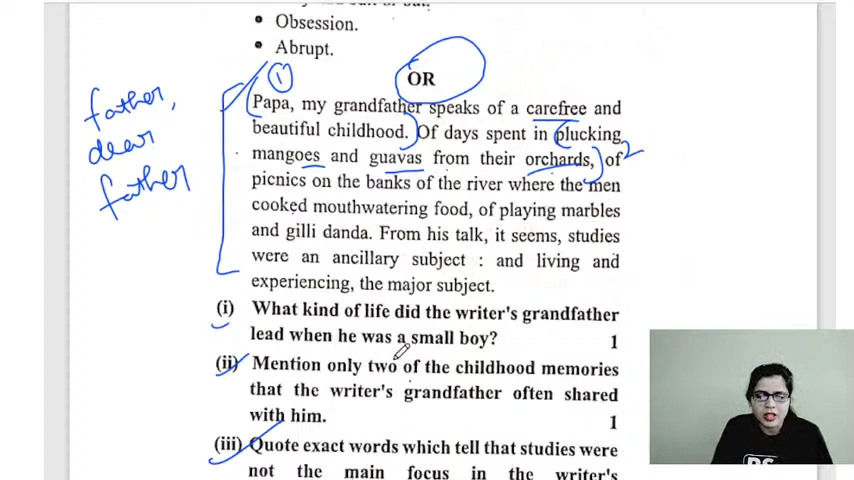 • Obsession.
• Abrupt.
OR
1
father,
dear
father
Papa, my grandfather speaks of a carefree and
beautiful childhood. Of days spent in plucking
mangoes and guavas from their orchards, of
2
picnics on the banks of the river where the men
cooked mouthwatering food, of playing marbles
and gilli danda. From his talk, it seems, studies
were an ancillary subject : and living and
experiencing, the major subject.
(i) What kind of life did the writer's grandfather
lead when he was a small boy? 1
(ii) Mention only two of the childhood memories
that the writer's grandfather often shared
with him. 1
(iii) Quote exact words which tell that studies were
not the main focus in the writer's